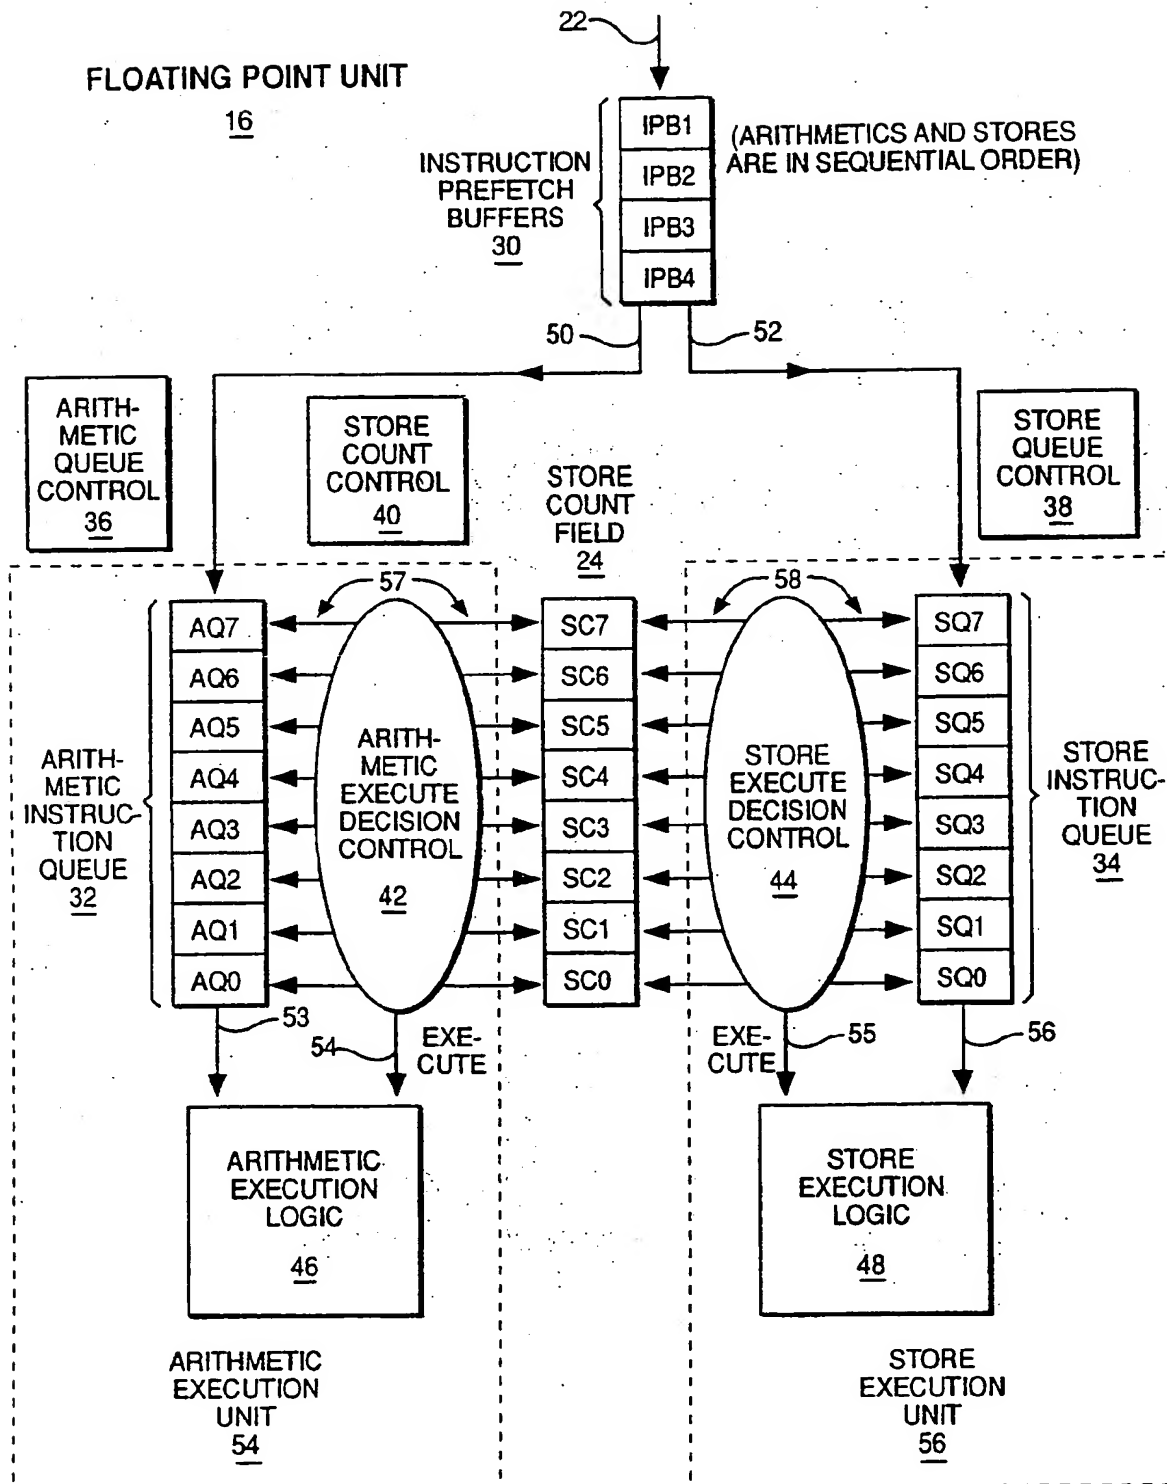 22
FLOATING POINT UNIT
16
IPB1
IPB2
IPB3
IPB4
(ARITHMETICS AND STORES
ARE IN SEQUENTIAL ORDER)
INSTRUCTION
PREFETCH
BUFFERS
30
50
52
ARITH-
METIC
QUEUE
CONTROL
36
STORE
COUNT
CONTROL
40
STORE
COUNT
FIELD
24
STORE
QUEUE
CONTROL
38
57
58
AQ7
AQ6
AQ5
AQ4
AQ3
AQ2
AQ1
AQ0
ARITH-
METIC
INSTRUC-
TION
QUEUE
32
ARITH-
METIC
EXECUTE
DECISION
CONTROL
42
SC7
SC6
SC5
SC4
SC3
SC2
SC1
SC0
STORE
EXECUTE
DECISION
CONTROL
44
SQ7
SQ6
SQ5
SQ4
SQ3
SQ2
SQ1
SQ0
STORE
INSTRUC-
TION
QUEUE
34
53
54
EXE-
CUTE
EXE-
CUTE
55
56
ARITHMETIC
EXECUTION
LOGIC
46
STORE
EXECUTION
LOGIC
48
ARITHMETIC
EXECUTION
UNIT
54
STORE
EXECUTION
UNIT
56